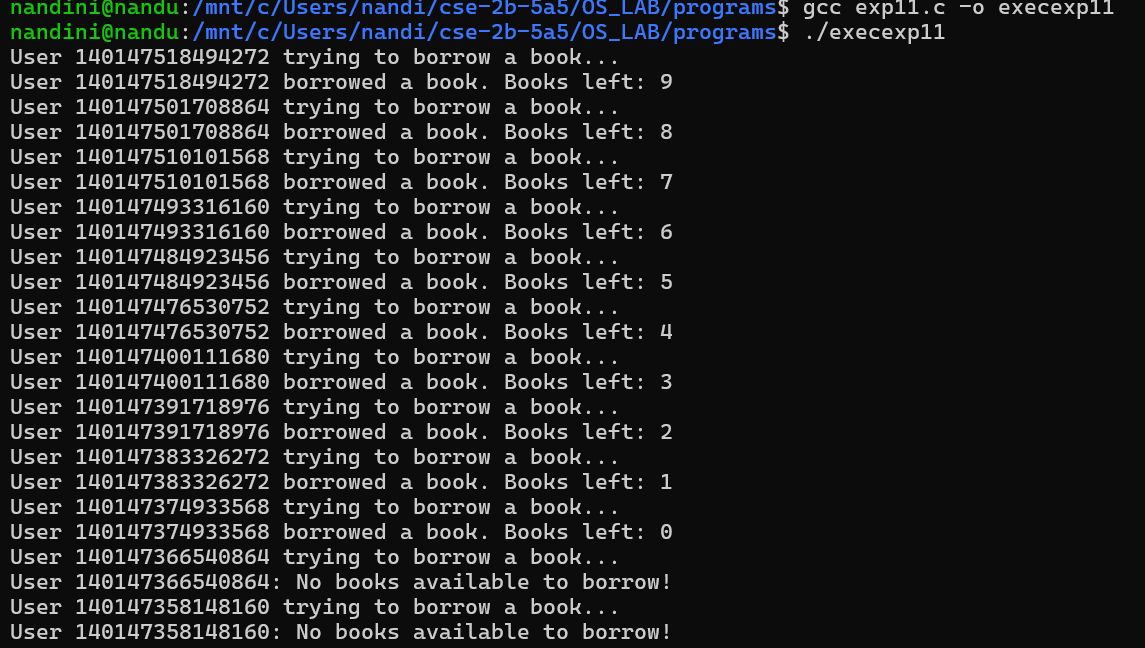 nandini@nandu:/mnt/c/Users/nandi/cse-2b-5a5/OS_LAB/programs$ gcc exp11.c -o execexp11
nandini@nandu:/mnt/c/Users/nandi/cse-2b-5a5/OS_LAB/programs$ ./execexp11
User 140147518494272 trying to borrow a book...
User 140147518494272 borrowed a book. Books left: 9
User 140147501708864 trying to borrow a book...
User 140147501708864 borrowed a book. Books left: 8
User 140147510101568 trying to borrow a book...
User 140147510101568 borrowed a book. Books left: 7
User 140147493316160 trying to borrow a book...
User 140147493316160 borrowed a book. Books left: 6
User 140147484923456 trying to borrow a book...
User 140147484923456 borrowed a book. Books left: 5
User 140147476530752 trying to borrow a book...
User 140147476530752 borrowed a book. Books left: 4
User 140147400111680 trying to borrow a book...
User 140147400111680 borrowed a book. Books left: 3
User 140147391718976 trying to borrow a book...
User 140147391718976 borrowed a book. Books left: 2
User 140147383326272 trying to borrow a book...
User 140147383326272 borrowed a book. Books left: 1
User 140147374933568 trying to borrow a book...
User 140147374933568 borrowed a book. Books left: 0
User 140147366540864 trying to borrow a book...
User 140147366540864: No books available to borrow!
User 140147358148160 trying to borrow a book...
User 140147358148160: No books available to borrow!